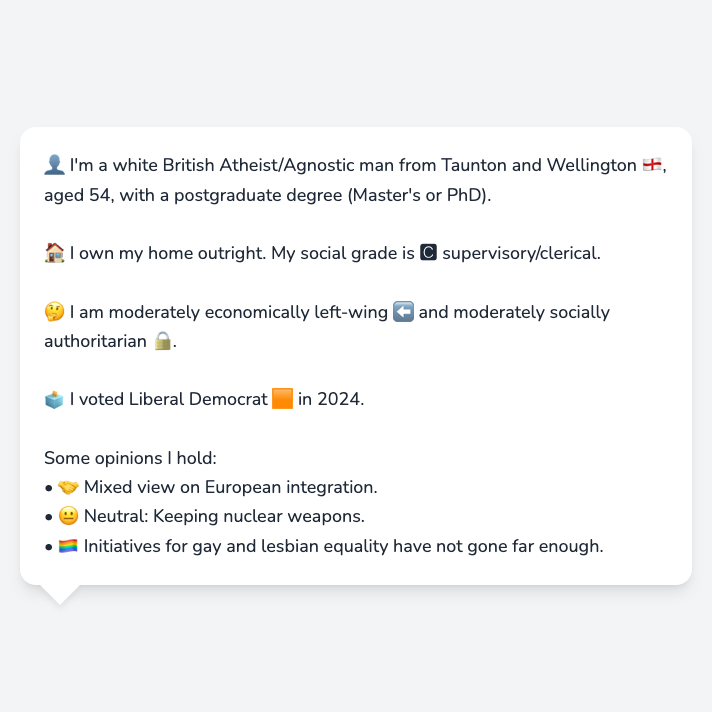 👤 I'm a white British Atheist/Agnostic man from Taunton and Wellington 🏴󠁧󠁢󠁥󠁮󠁧󠁿,
aged 54, with a postgraduate degree (Master's or PhD).
🏠 I own my home outright. My social grade is 🅲 supervisory/clerical.
🤔 I am moderately economically left-wing ⬅️ and moderately socially
authoritarian 🔒.
🗳️ I voted Liberal Democrat 🟧 in 2024.
Some opinions I hold:
• 🤝 Mixed view on European integration.
• 😐 Neutral: Keeping nuclear weapons.
• 🏳️‍🌈 Initiatives for gay and lesbian equality have not gone far enough.